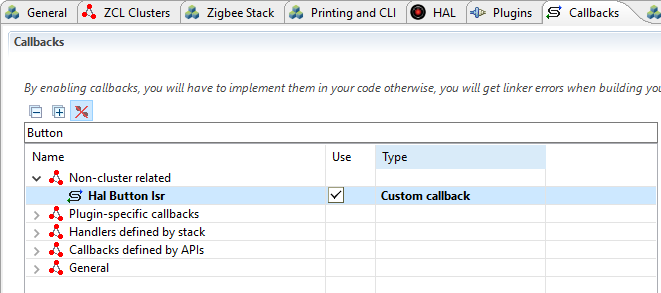 General ZCL Clusters Zigbee Stack Printing and CLI HAL Plugins Callbacks
Callbacks
By enabling callbacks, you will have to implement them in your code otherwise, you will get linker errors when building you
Button
Name Use Type
Non-cluster related
Hal Button Isr Custom callback
Plugin-specific callbacks
Handlers defined by stack
Callbacks defined by APIs
General